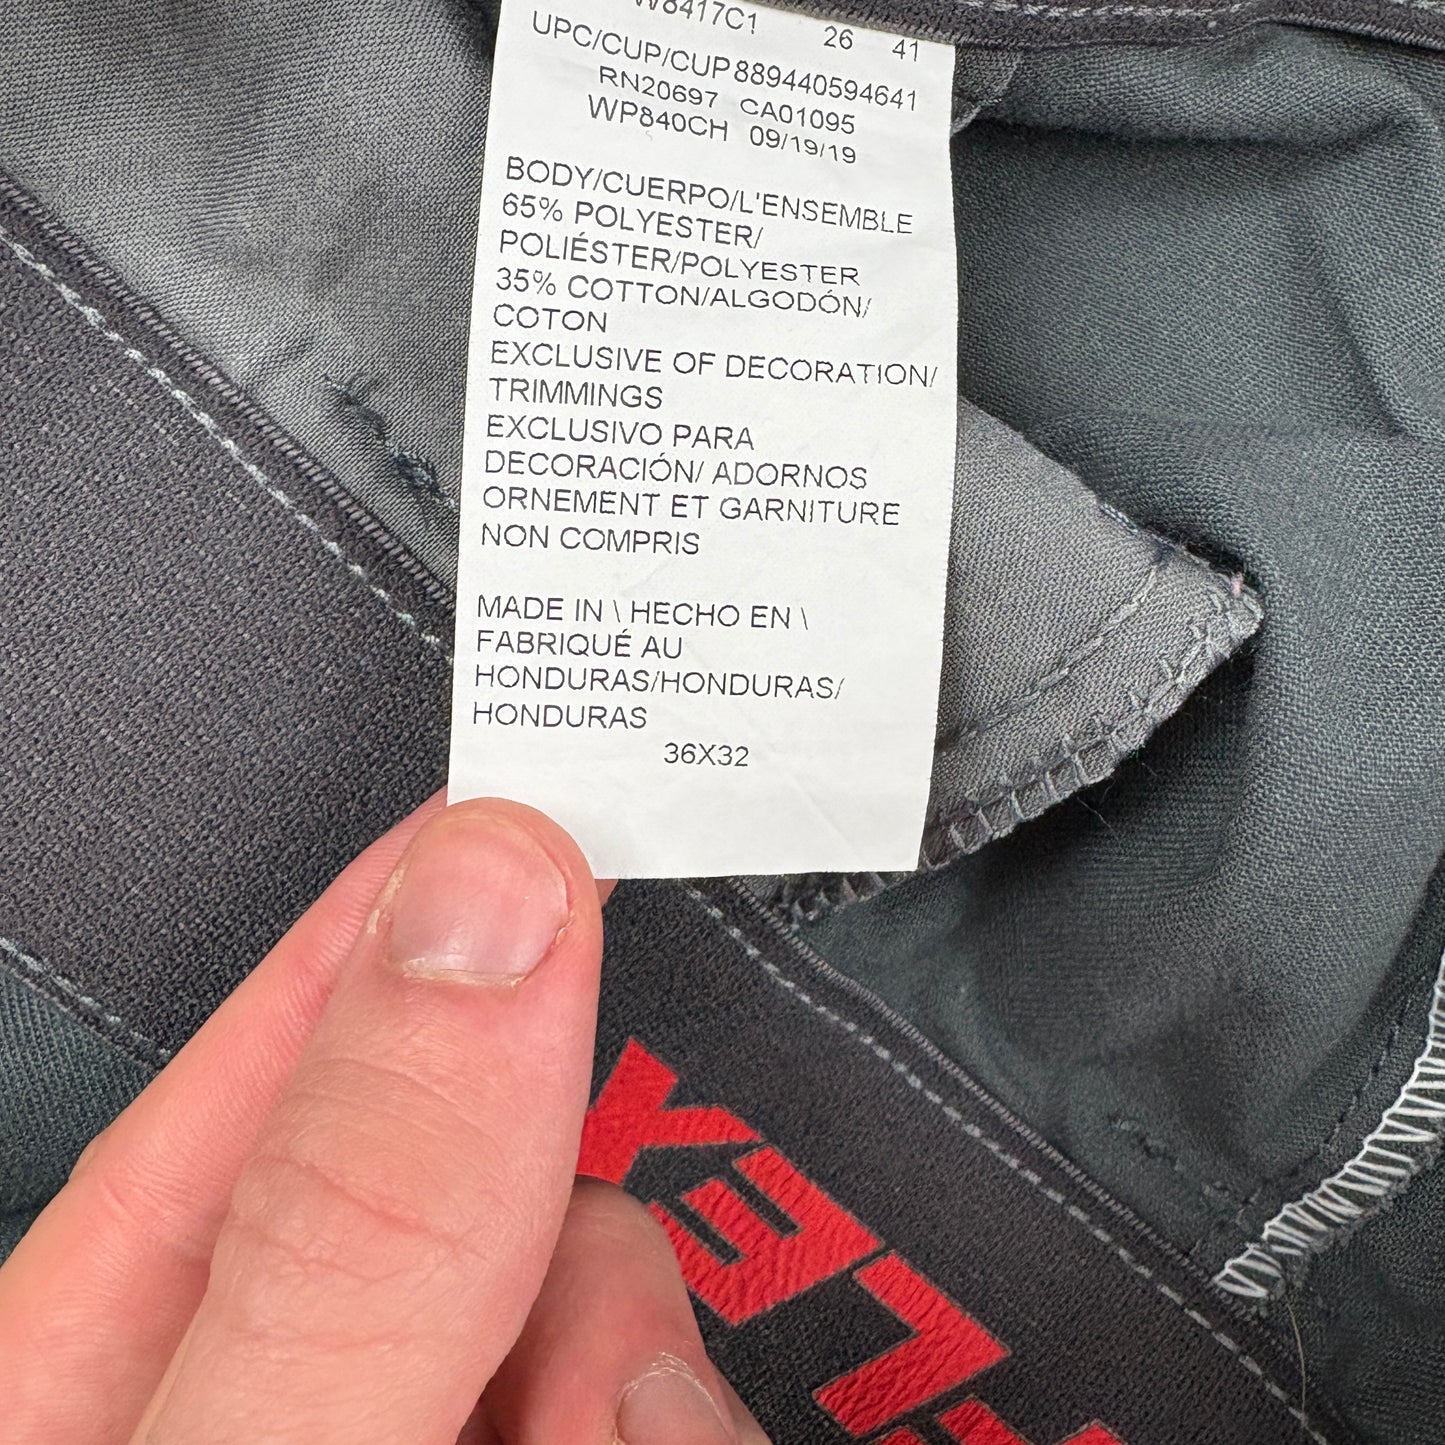 W8417C1 26 41
UPC/CUP/CUP 889440594641
RN20697 CA01095
WP840CH 09/19/19
BODY/CUERPO/L'ENSEMBLE
65% POLYESTER/
POLIÉSTER/POLYESTER
35% COTTON/ALGODÓN/
COTON
EXCLUSIVE OF DECORATION/
TRIMMINGS
EXCLUSIVO PARA
DECORACIÓN/ ADORNOS
ORNEMENT ET GARNITURE
NON COMPRIS
MADE IN \ HECHO EN \
FABRIQUÉ AU
HONDURAS/HONDURAS/
HONDURAS
36X32
FLEX